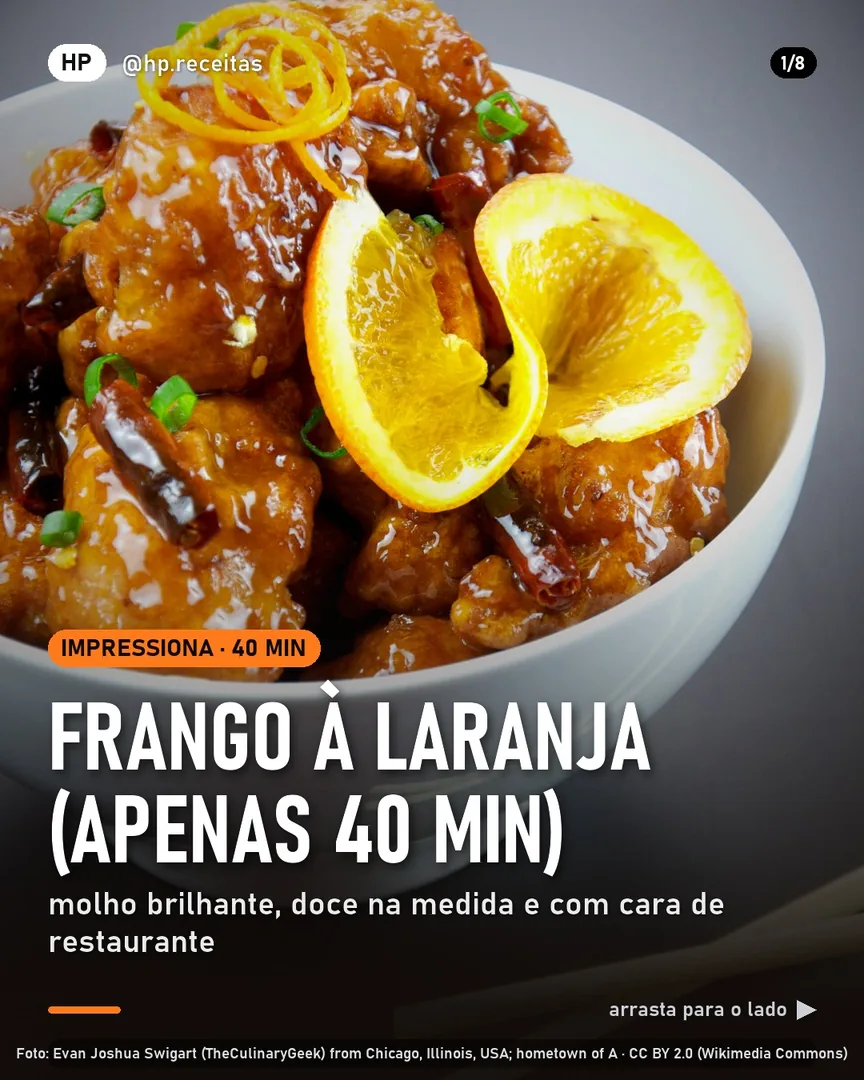 HP @hp.receitas 1/8
IMPRESSIONA · 40 MIN
FRANGO À LARANJA
(APENAS 40 MIN)
molho brilhante, doce na medida e com cara de
restaurante
arrasta para o lado ▶
Foto: Evan Joshua Swigart (TheCulinaryGeek) from Chicago, Illinois, USA; hometown of A · CC BY 2.0 (Wikimedia Commons)